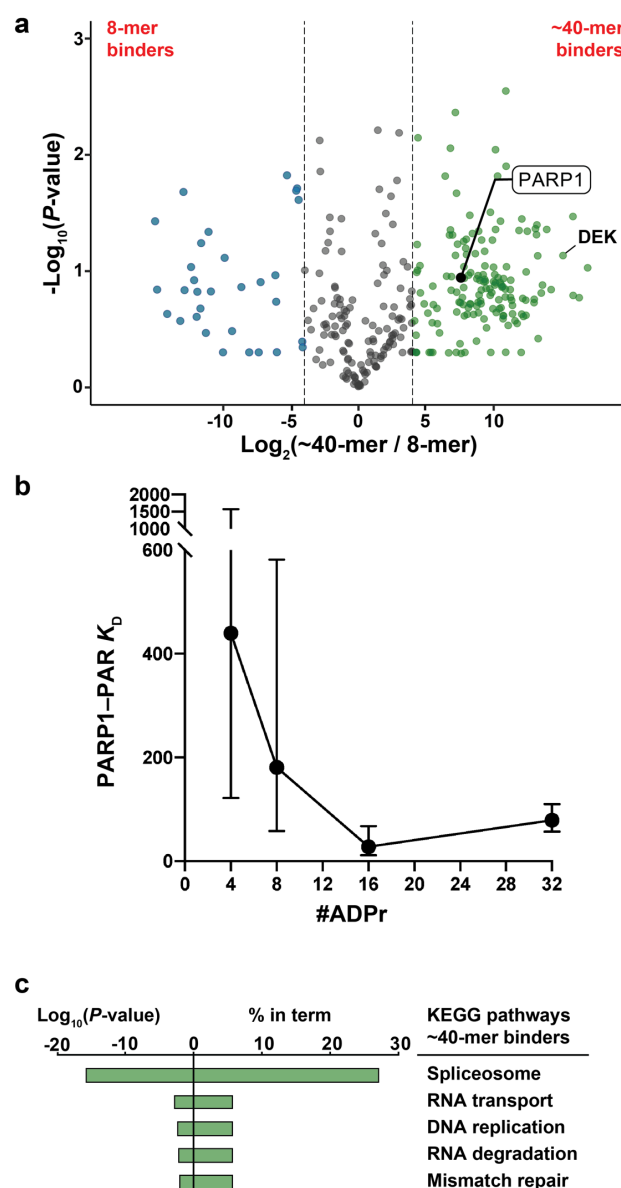 a
8-mer
binders
~40-mer
binders
3
2
1
0
-Log10(P-value)
PARP1
DEK
-10
-5
0
5
10
Log2(~40-mer / 8-mer)
b
2000
1500
1000
600
400
200
0
PARP1–PAR KD
0 4 8 12 16 20 24 28 32
#ADPr
c
Log10(P-value) % in term KEGG pathways
-20 -10 0 10 20 30 ~40-mer binders
Spliceosome
RNA transport
DNA replication
RNA degradation
Mismatch repair